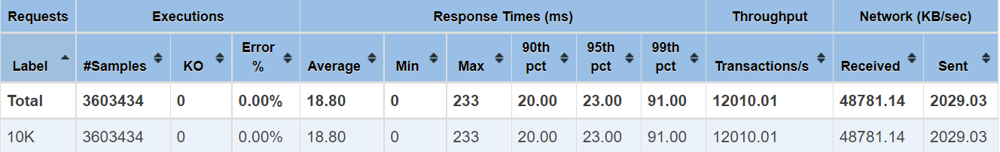 Requests Executions Response Times (ms) Throughput Network (KB/sec)
Label #Samples KO Error % Average Min Max 90th pct 95th pct 99th pct Transactions/s Received Sent
Total 3603434 0 0.00% 18.80 0 233 20.00 23.00 91.00 12010.01 48781.14 2029.03
10K 3603434 0 0.00% 18.80 0 233 20.00 23.00 91.00 12010.01 48781.14 2029.03